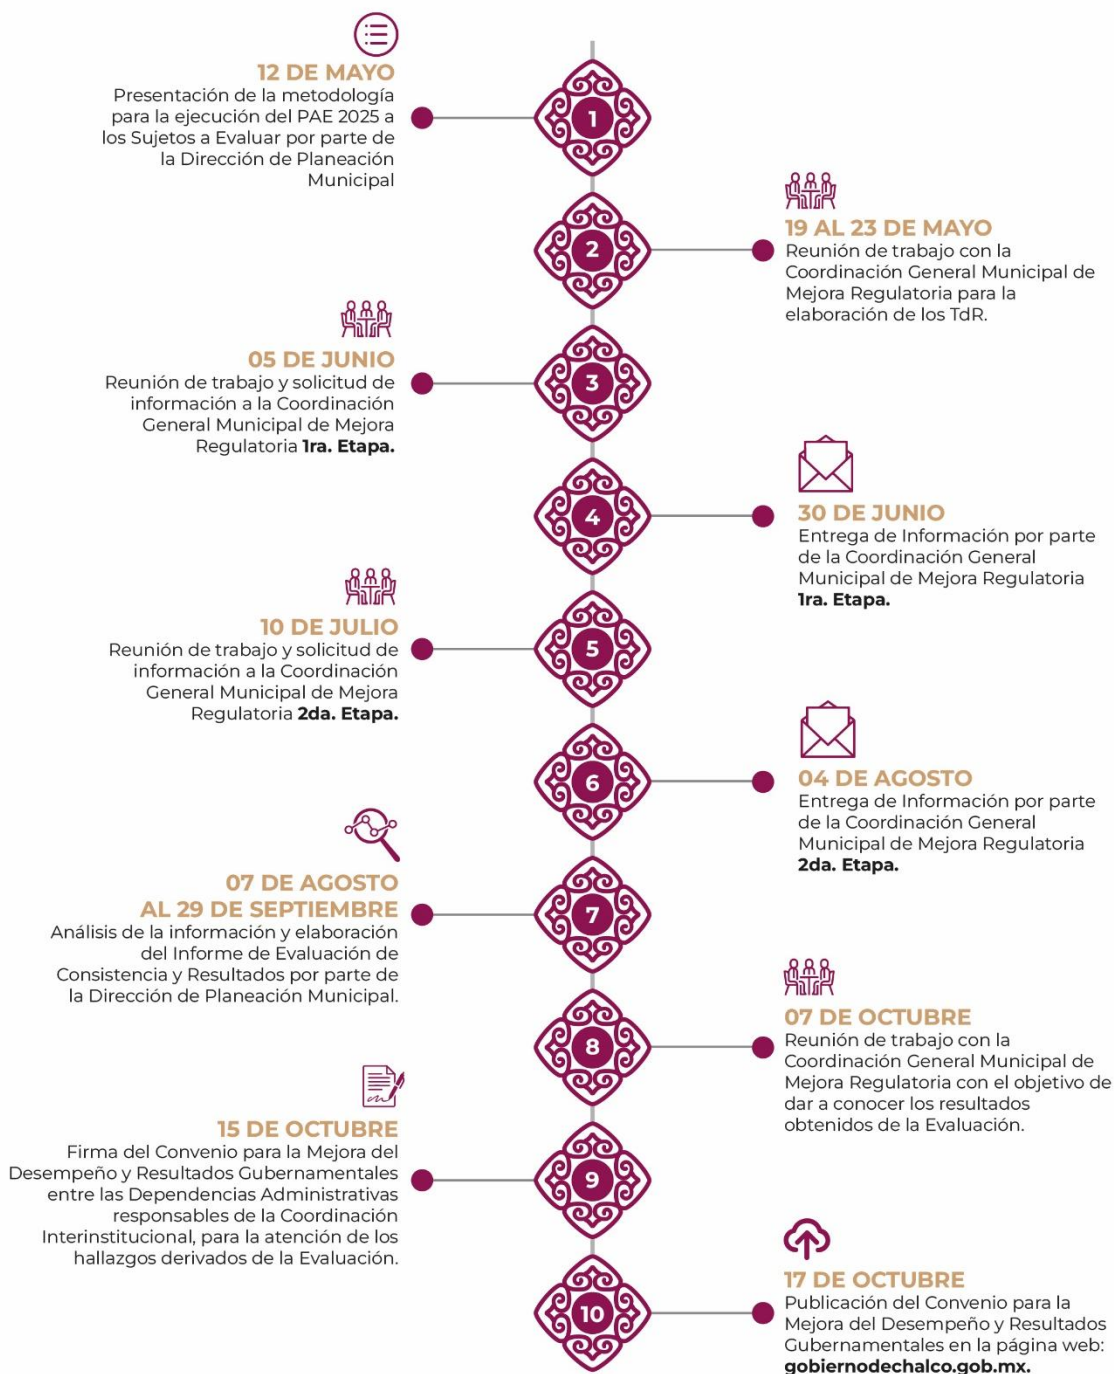 12 DE MAYO
Presentación de la metodología
para la ejecución del PAE 2025 a
los Sujetos a Evaluar por parte de
la Dirección de Planeación
Municipal
1
2
19 AL 23 DE MAYO
Reunión de trabajo con la
Coordinación General Municipal de
Mejora Regulatoria para la
elaboración de los TdR.
05 DE JUNIO
Reunión de trabajo y solicitud de
información a la Coordinación
General Municipal de Mejora
Regulatoria 1ra. Etapa.
3
4
30 DE JUNIO
Entrega de Información por parte
de la Coordinación General
Municipal de Mejora Regulatoria
1ra. Etapa.
10 DE JULIO
Reunión de trabajo y solicitud de
información a la Coordinación
General Municipal de Mejora
Regulatoria 2da. Etapa.
5
6
04 DE AGOSTO
Entrega de Información por parte
de la Coordinación General
Municipal de Mejora Regulatoria
2da. Etapa.
07 DE AGOSTO
AL 29 DE SEPTIEMBRE
Análisis de la información y elaboración
del Informe de Evaluación de
Consistencia y Resultados por parte de
la Dirección de Planeación Municipal.
7
8
07 DE OCTUBRE
Reunión de trabajo con la
Coordinación General Municipal de
Mejora Regulatoria con el objetivo de
dar a conocer los resultados
obtenidos de la Evaluación.
15 DE OCTUBRE
Firma del Convenio para la Mejora del
Desempeño y Resultados Gubernamentales
entre las Dependencias Administrativas
responsables de la Coordinación
Interinstitucional, para la atención de los
hallazgos derivados de la Evaluación.
9
10
17 DE OCTUBRE
Publicación del Convenio para la
Mejora del Desempeño y Resultados
Gubernamentales en la página web:
gobiernodechalco.gob.mx.